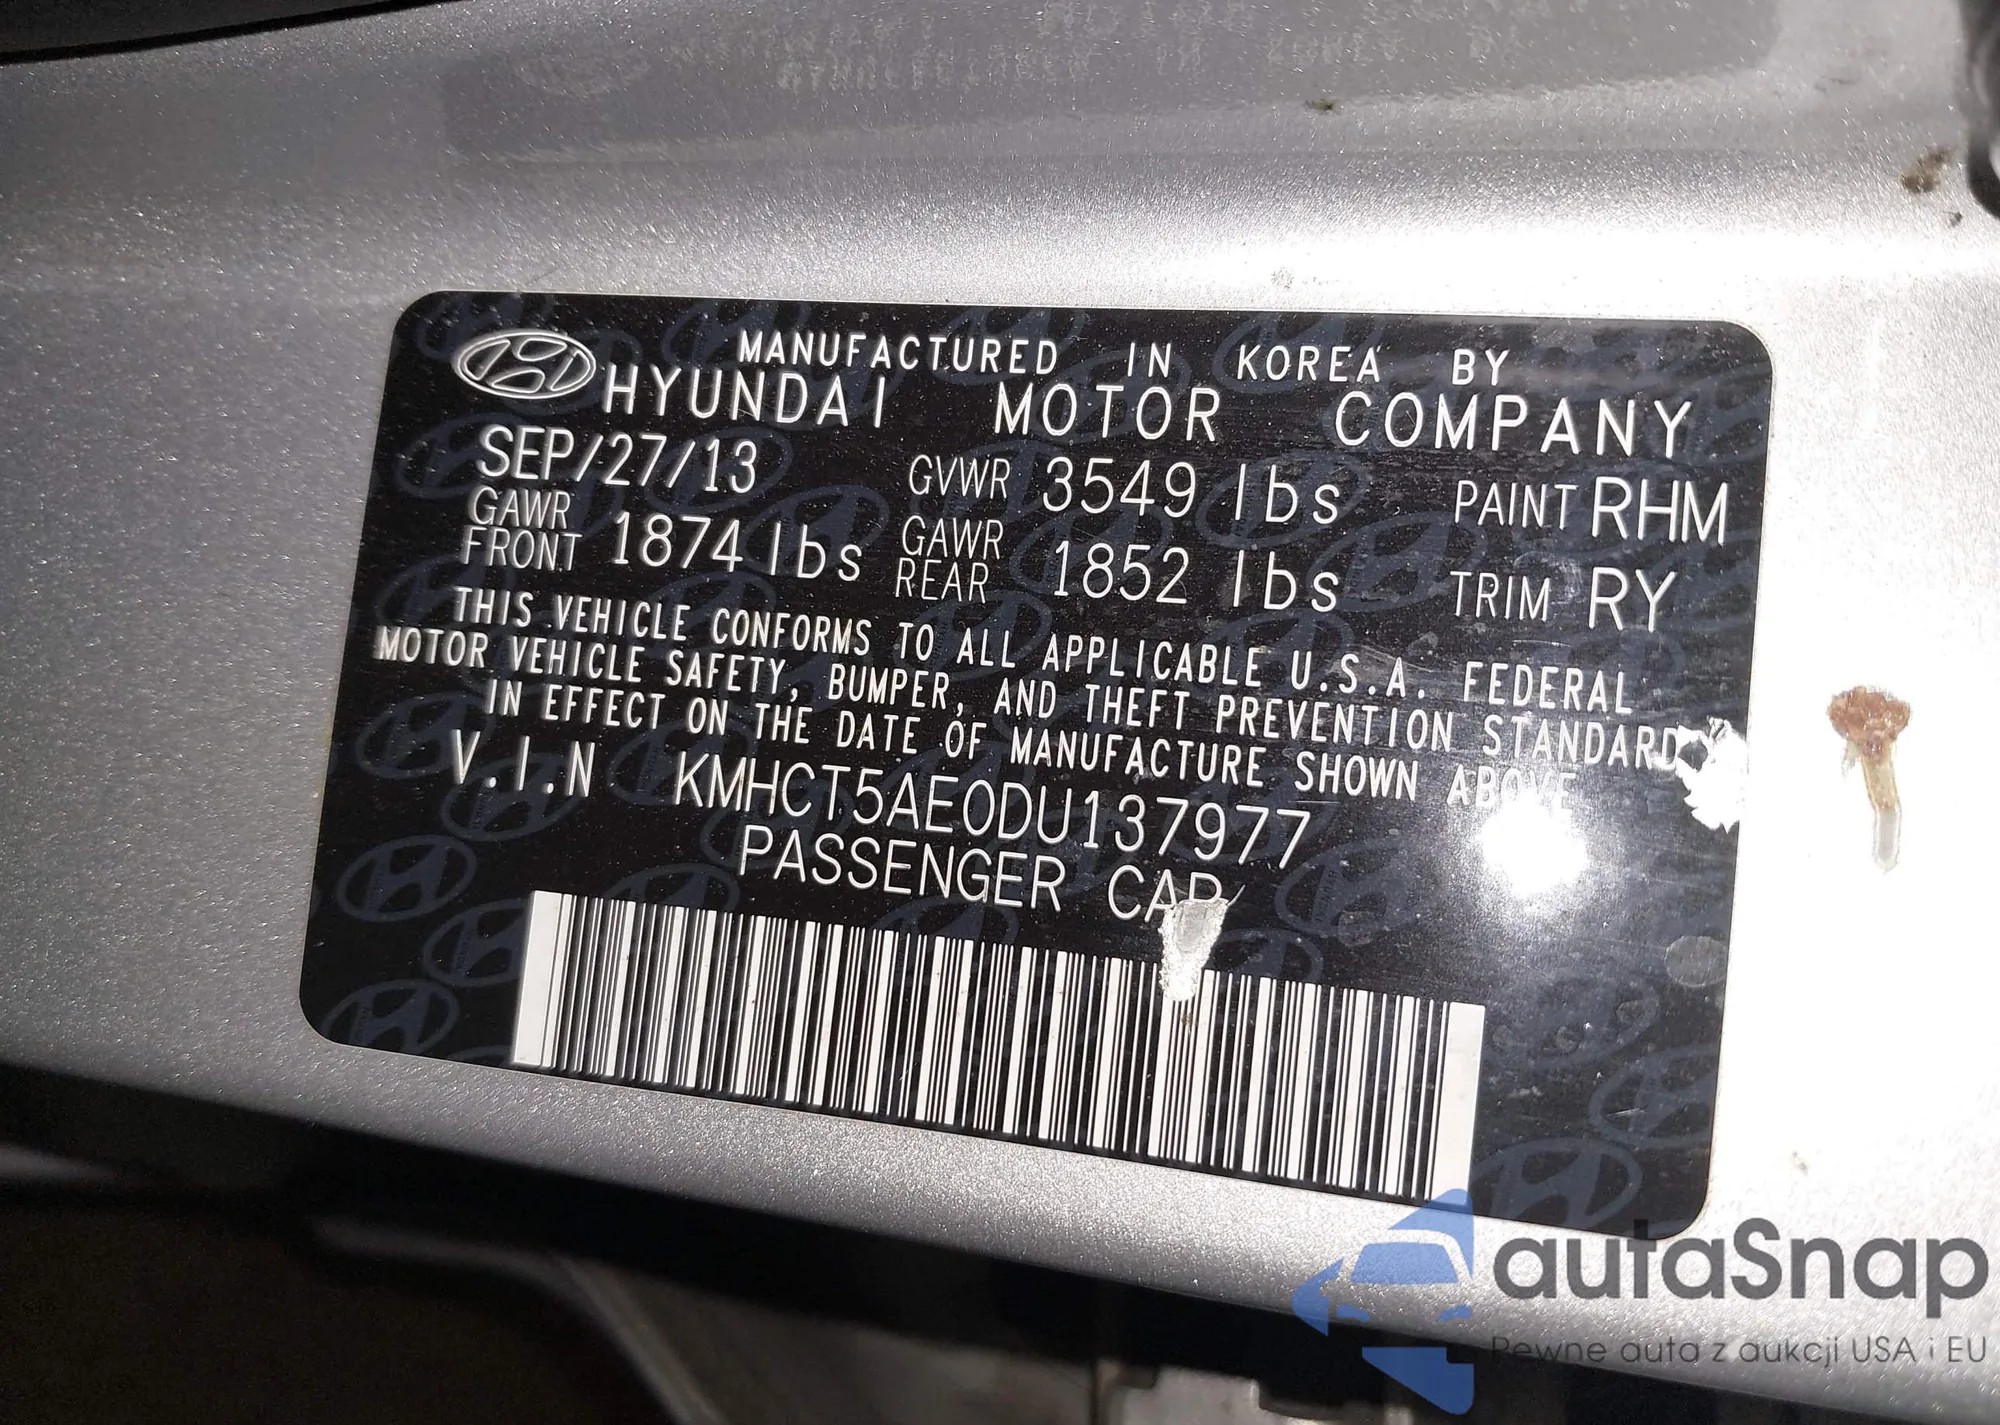 MANUFACTURED IN KOREA BY
HYUNDAI MOTOR COMPANY
SEP/27/13 GVWR 3549 lbs PAINT RHM
GAWR FRONT 1874 lbs GAWR REAR 1852 lbs TRIM RY
THIS VEHICLE CONFORMS TO ALL APPLICABLE U.S.A. FEDERAL
MOTOR VEHICLE SAFETY, BUMPER, AND THEFT PREVENTION STANDARD
IN EFFECT ON THE DATE OF MANUFACTURE SHOWN ABOVE
V.I.N KMHCT5AE0DU137977
PASSENGER CAR
autaSnap
Pewne auta z aukcji USA i EU